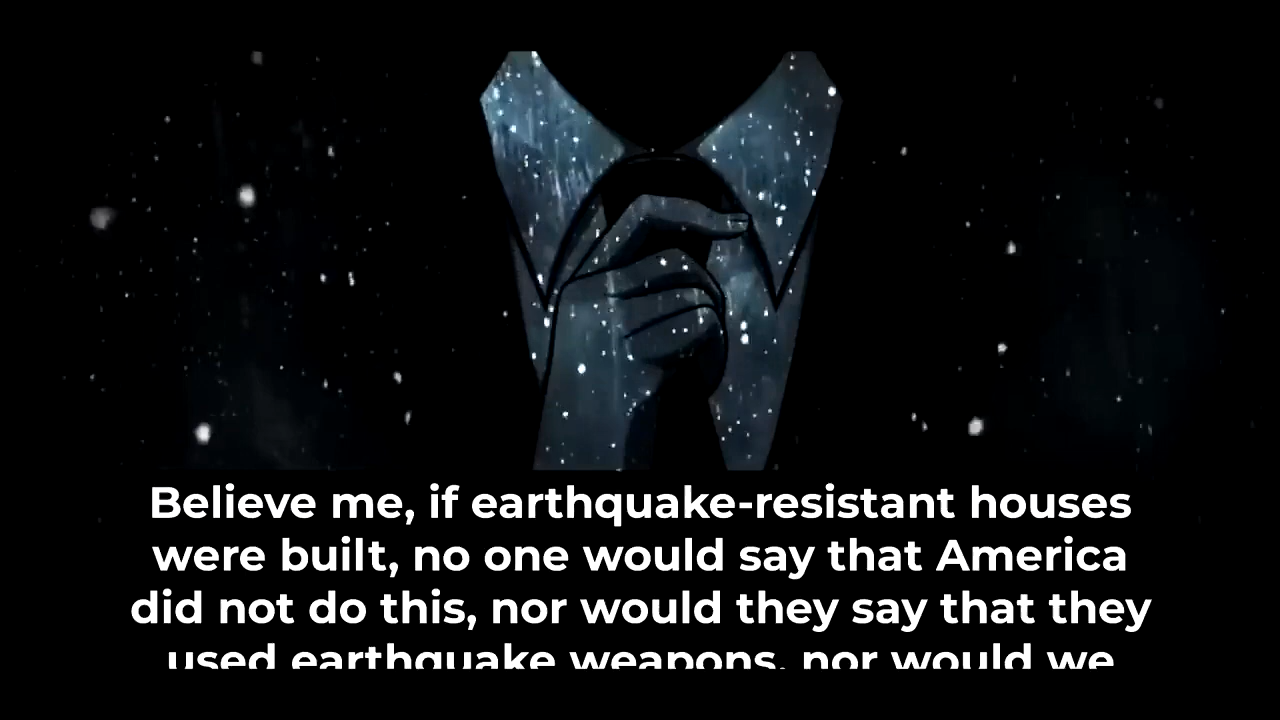 Believe me, if earthquake-resistant houses
were built, no one would say that America
did not do this, nor would they say that they
used earthquake weapons, nor would we